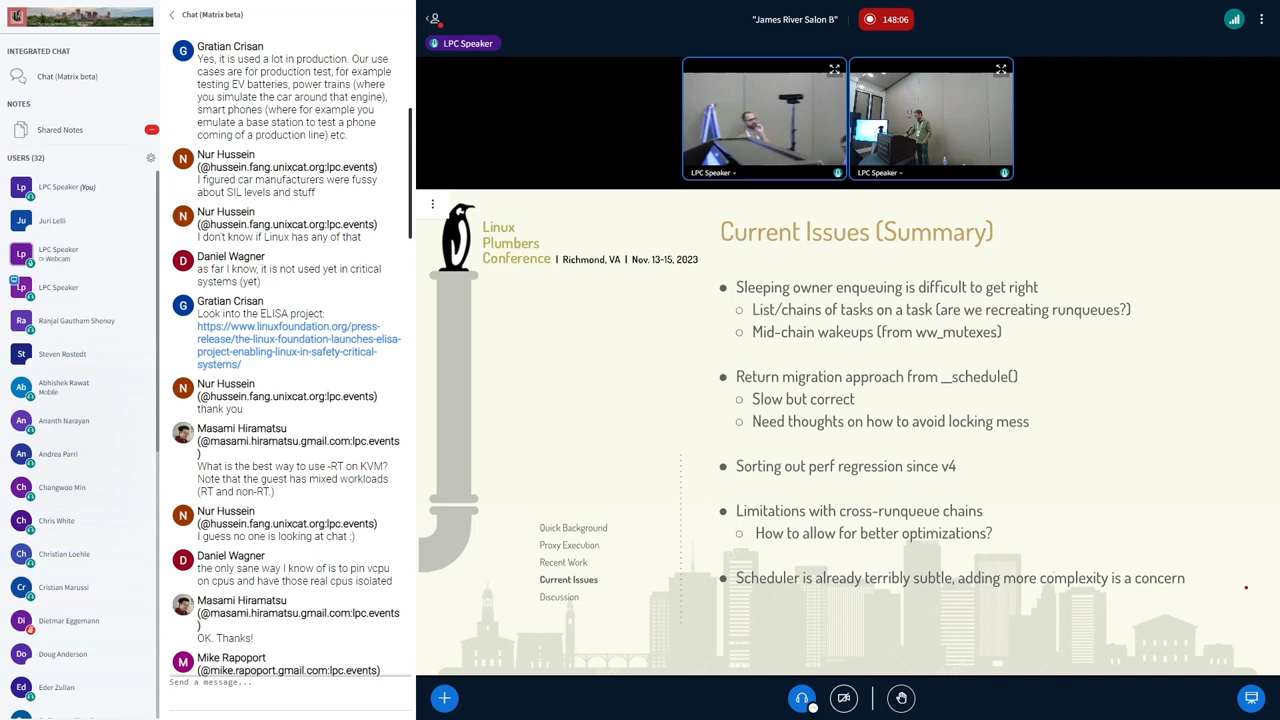 INTEGRATED CHAT
Chat (Matrix beta)
NOTES
Shared Notes
USERS (32)
Lp
LPC Speaker (You)
Ju
Juri Lelli
Lp
LPC Speaker
Webcam
Lp
LPC Speaker
Ra
Ranjal Gautham Shenoy
St
Steven Rostedt
Ab
Abhishek Rawat
Mobile
An
Ananth Narayan
An
Andrea Parri
Ch
Changwoo Min
Ch
Chris White
Ch
Christian Loehle
Cr
Cristian Marussi
Di
Dietmar Eggemann
Do
Doug Anderson
Ed
Eder Zulian
Chat (Matrix beta)
G
Gratian Crisan
Yes, it is used a lot in production. Our use
cases are for production test, for example
testing EV batteries, power trains (where
you simulate the car around that engine),
smart phones (where for example you
emulate a base station to test a phone
coming of a production line) etc.
N
Nur Hussein
(@hussein.fang.unixcat.org:lpc.events)
I figured car manufacturers were fussy
about SIL levels and stuff
N
Nur Hussein
(@hussein.fang.unixcat.org:lpc.events)
I don't know if Linux has any of that
D
Daniel Wagner
as far I know, it is not used yet in critical
systems (yet)
G
Gratian Crisan
Look into the ELISA project:
https://www.linuxfoundation.org/press-
release/the-linux-foundation-launches-elisa-
project-enabling-linux-in-safety-critical-
systems/
N
Nur Hussein
(@hussein.fang.unixcat.org:lpc.events)
thank you
Masami Hiramatsu
(@masami.hiramatsu.gmail.com:lpc.events
)
What is the best way to use -RT on KVM?
Note that the guest has mixed workloads
(RT and non-RT.)
N
Nur Hussein
(@hussein.fang.unixcat.org:lpc.events)
I guess no one is looking at chat :)
D
Daniel Wagner
the only sane way I know of is to pin vcpu
on cpus and have those real cpus isolated
Masami Hiramatsu
(@masami.hiramatsu.gmail.com:lpc.events
)
OK. Thanks!
M
Mike Rapoport
(@mike.rapoport.gmail.com:lpc.events)
Send a message...
"James River Salon B"
148:06
LPC Speaker
LPC Speaker
LPC Speaker
Linux
Plumbers
Conference | Richmond, VA | Nov. 13-15, 2023
Current Issues (Summary)
● Sleeping owner enqueuing is difficult to get right
○ List/chains of tasks on a task (are we recreating runqueues?)
○ Mid-chain wakeups (from ww_mutexes)
● Return migration approach from __schedule()
○ Slow but correct
○ Need thoughts on how to avoid locking mess
● Sorting out perf regression since v4
● Limitations with cross-runqueue chains
○ How to allow for better optimizations?
● Scheduler is already terribly subtle, adding more complexity is a concern
Quick Background
Proxy Execution
Recent Work
Current Issues
Discussion